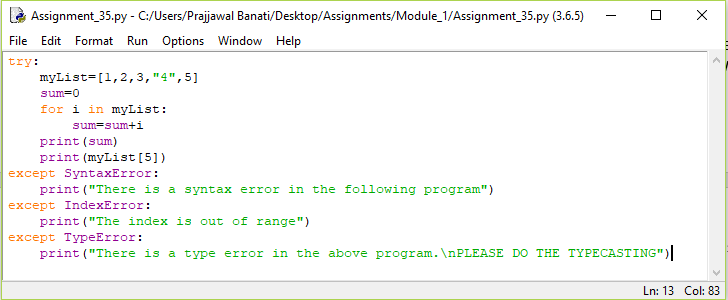 Assignment_35.py - C:/Users/Prajjawal Banati/Desktop/Assignments/Module_1/Assignment_35.py (3.6.5)
File Edit Format Run Options Window Help
try:
    myList=[1,2,3,"4",5]
    sum=0
    for i in myList:
        sum=sum+i
    print(sum)
    print(myList[5])
except SyntaxError:
    print("There is a syntax error in the following program")
except IndexError:
    print("The index is out of range")
except TypeError:
    print("There is a type error in the above program.\nPLEASE DO THE TYPECASTING")
Ln: 13 Col: 83